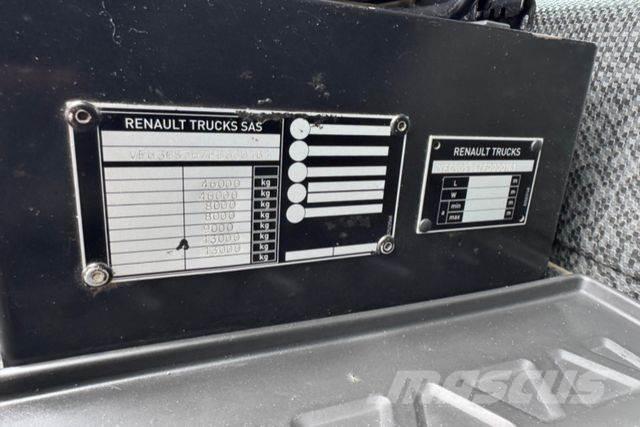 RENAULT TRUCKS SAS
46000 kg
46000 kg
8000 kg
8000 kg
9000 kg
13000 kg
13000 kg
RENAULT TRUCKS
L m
W m
a min m
max m
Mascus